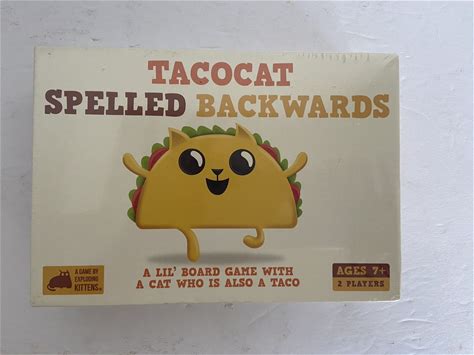 TACOCAT
SPELLED BACKWARDS
A GAME BY
EXPLODING
KITTENS®
A LIL' BOARD GAME WITH
A CAT WHO IS ALSO A TACO
AGES 7+
2 PLAYERS